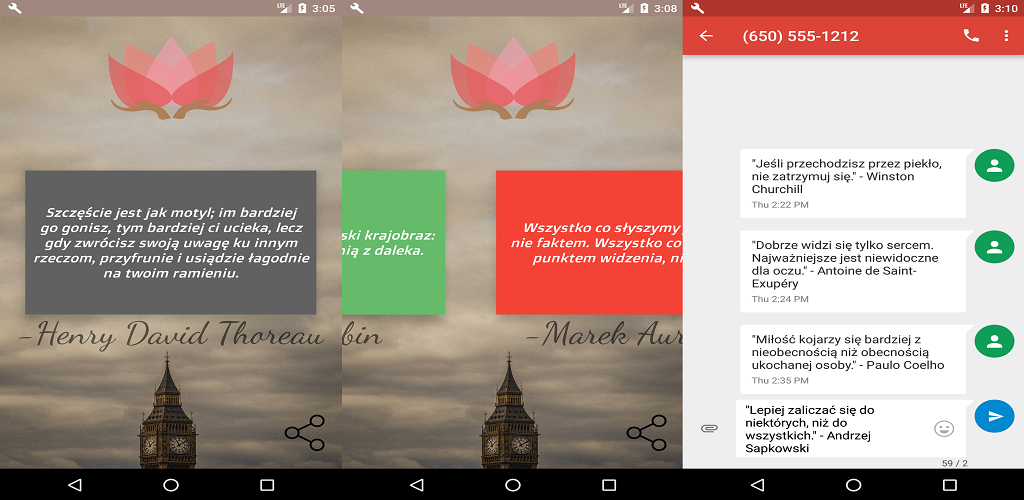 LTE 3:05
Szczęście jest jak motyl; im bardziej
go gonisz, tym bardziej ci ucieka, lecz
gdy zwrócisz swoją uwagę ku innym
rzeczom, przyfrunie i usiądzie łagodnie
na twoim ramieniu.
-Henry David Thoreau
LTE 3:08
ski krajobraz:
nią z daleka.
bin
Wszystko co słyszymy
nie faktem. Wszystko co
punktem widzenia, ni
-Marek Aur
LTE 3:10
(650) 555-1212
"Jeśli przechodzisz przez piekło,
nie zatrzymuj się." - Winston
Churchill
Thu 2:22 PM
"Dobrze widzi się tylko sercem.
Najważniejsze jest niewidoczne
dla oczu." - Antoine de Saint-
Exupéry
Thu 2:24 PM
"Miłość kojarzy się bardziej z
nieobecnością niż obecnością
ukochanej osoby." - Paulo Coelho
Thu 2:35 PM
"Lepiej zaliczać się do
niektórych, niż do
wszystkich." - Andrzej
Sapkowski
59 / 2